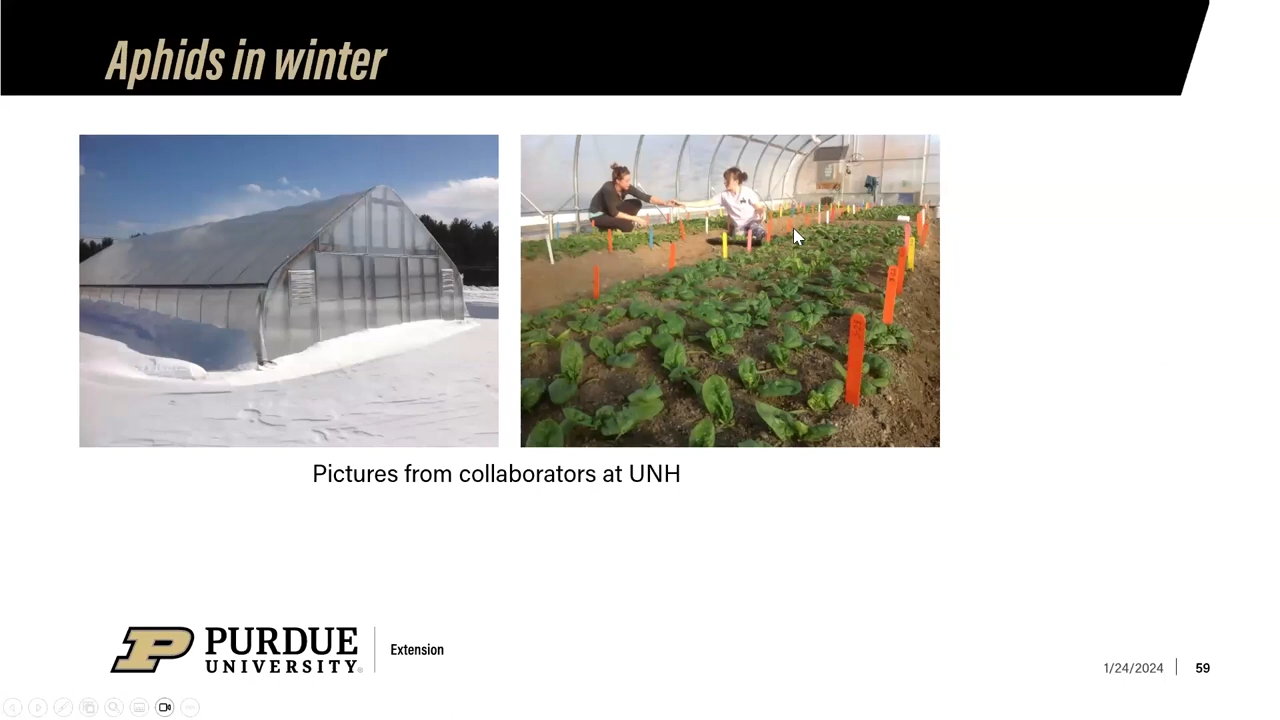 Aphids in winter
Pictures from collaborators at UNH
PURDUE
UNIVERSITY®
Extension
1/24/2024
59